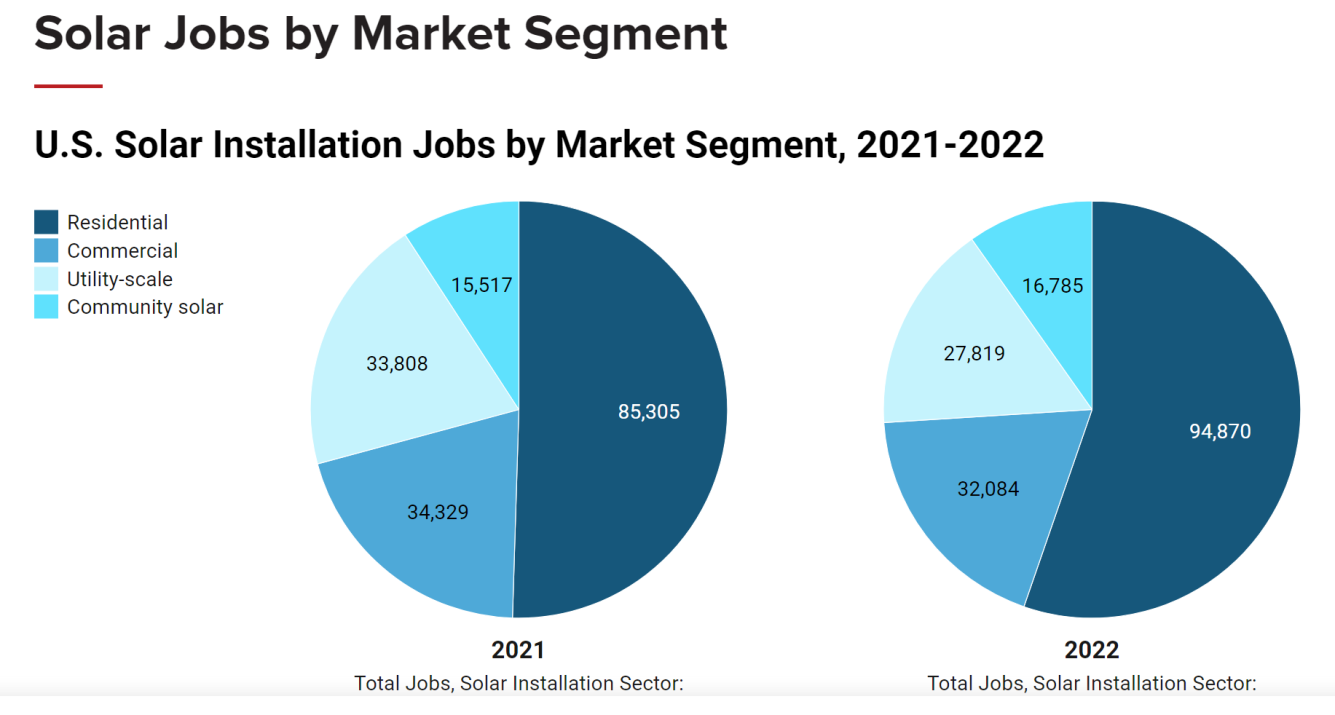 Solar Jobs by Market Segment
U.S. Solar Installation Jobs by Market Segment, 2021-2022
Residential
Commercial
Utility-scale
Community solar
15,517
33,808
85,305
34,329
2021
Total Jobs, Solar Installation Sector:
16,785
27,819
94,870
32,084
2022
Total Jobs, Solar Installation Sector: